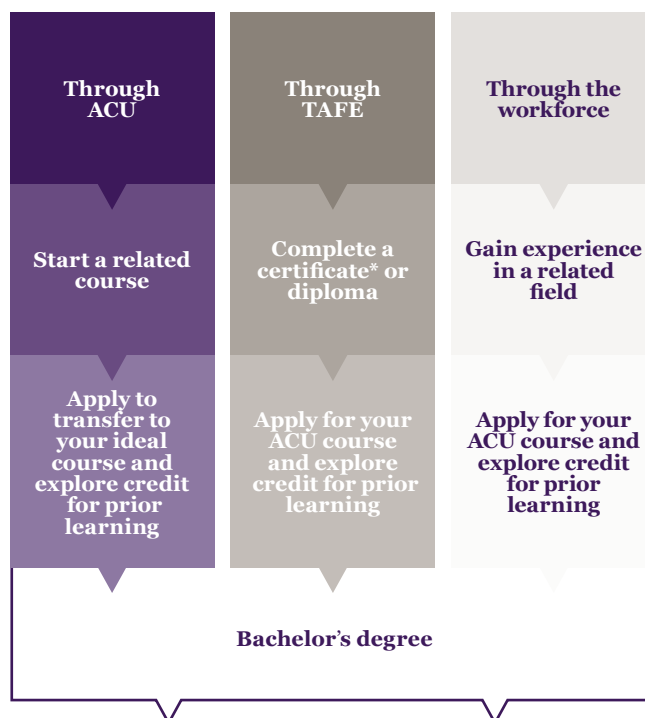 Through
ACU
Through
TAFE
Through the
workforce
Start a related
course
Complete a
certificate* or
diploma
Gain experience
in a related
field
Apply to
transfer to
your ideal
course and
explore credit
for prior
learning
Apply for your
ACU course
and explore
credit for prior
learning
Apply for your
ACU course and
explore credit
for prior
learning
Bachelor’s degree